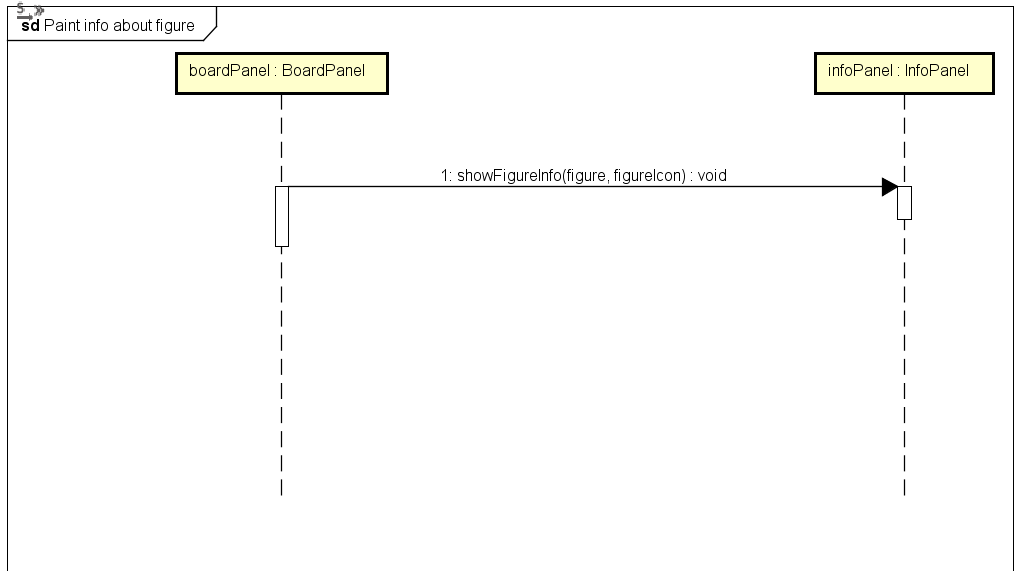 sd Paint info about figure
boardPanel : BoardPanel
infoPanel : InfoPanel
1: showFigureInfo(figure, figureIcon) : void